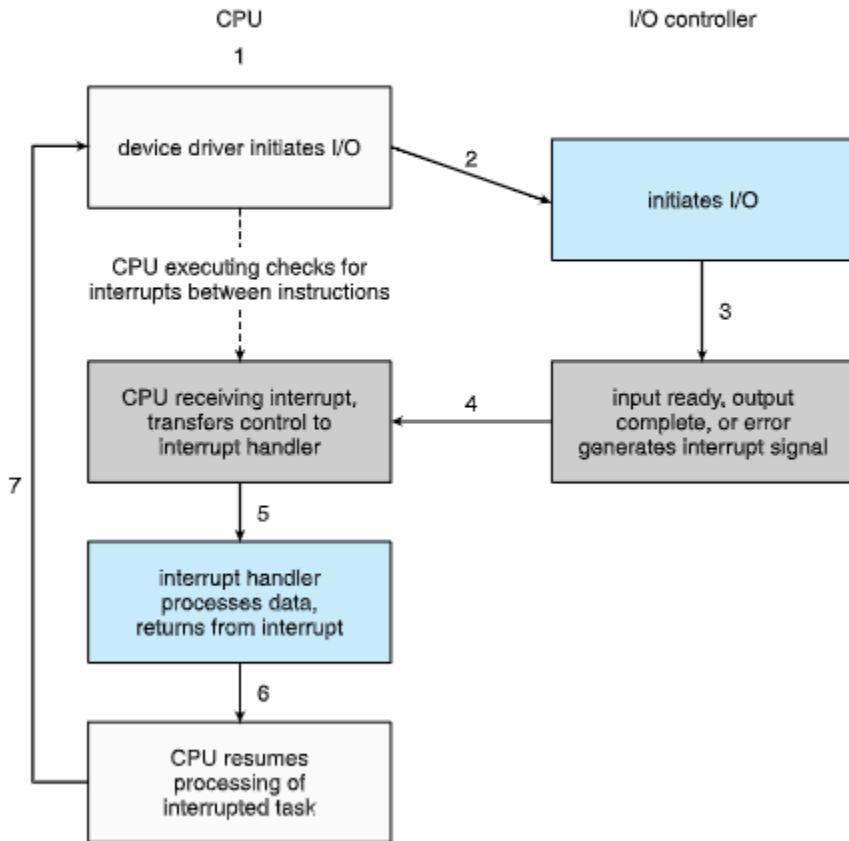 CPU
I/O controller
1
device driver initiates I/O
2
initiates I/O
CPU executing checks for
interrupts between instructions
3
CPU receiving interrupt,
transfers control to
interrupt handler
4
input ready, output
complete, or error
generates interrupt signal
7
5
interrupt handler
processes data,
returns from interrupt
6
CPU resumes
processing of
interrupted task